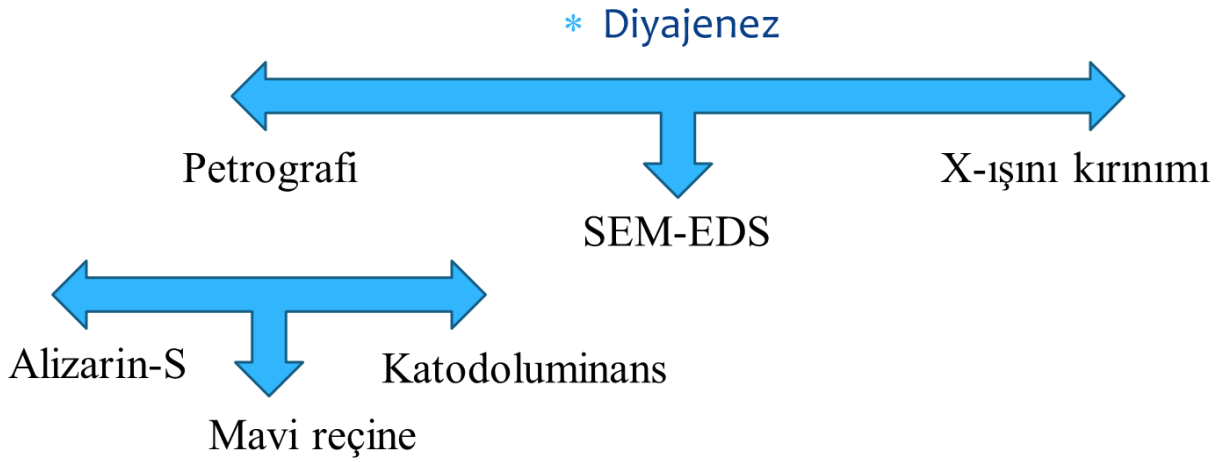 * Diyajenez
Petrografi
X-ışını kırınımı
SEM-EDS
Alizarin-S
Katodoluminans
Mavi reçine